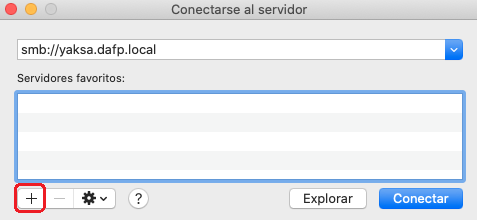 Conectarse al servidor
smb://yaksa.dafp.local
Servidores favoritos:
+ − ? Explorar Conectar